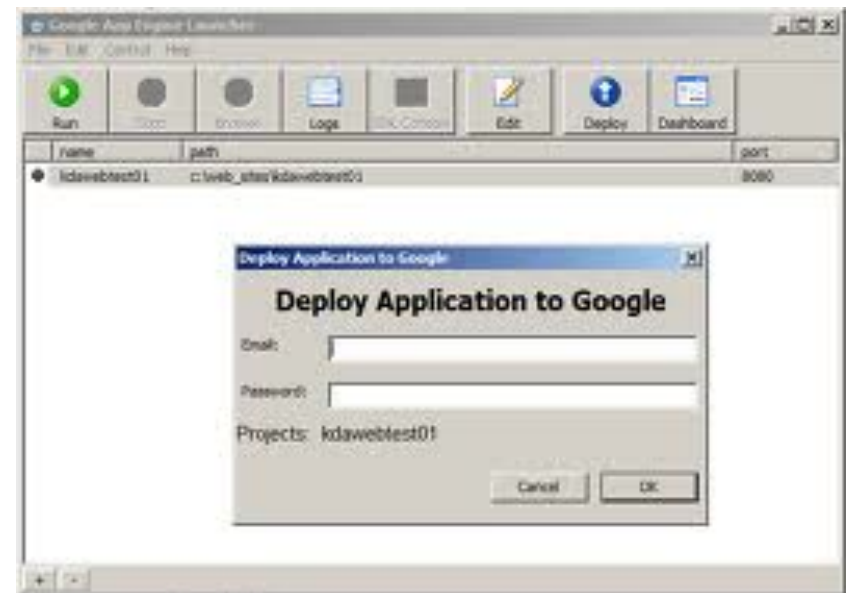 Google App Engine Launcher
File Edit Control Help
Run Stop Browse Logs SDK Console Edit Deploy Dashboard
name path port
kdawebtest01 c:\web_sites\kdawebtest01 8080
Deploy Application to Google
Deploy Application to Google
Email:
Password:
Projects: kdawebtest01
Cancel OK
+ -